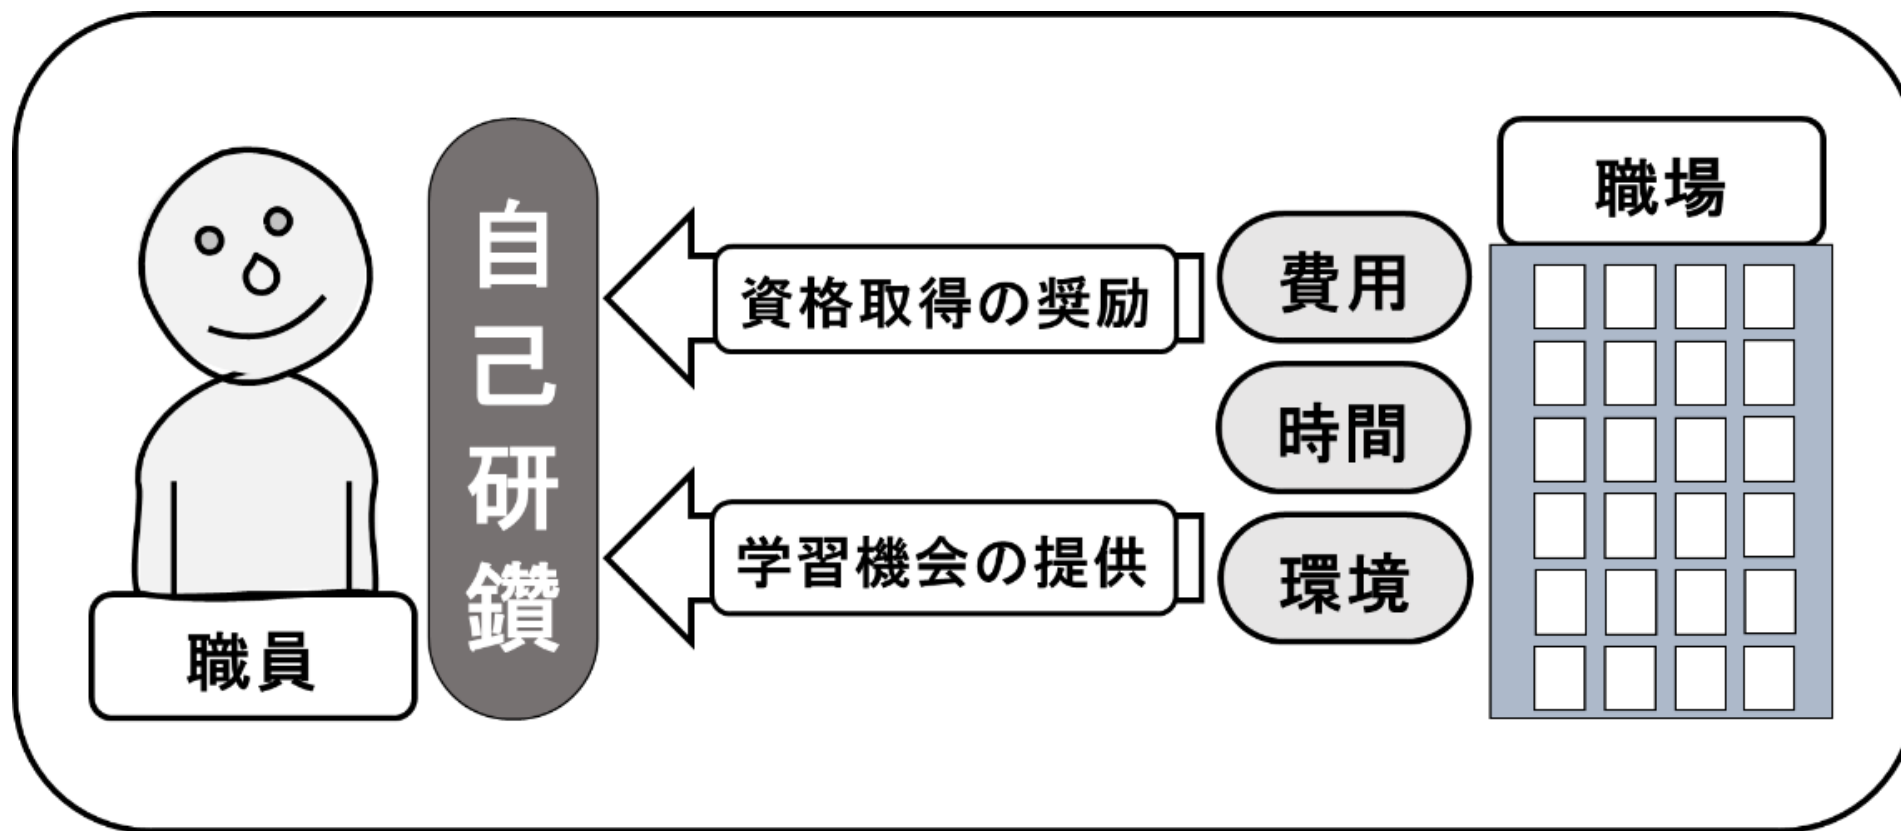 職場
費用
時間
環境
資格取得の奨励
学習機会の提供
自己研鑽
職員